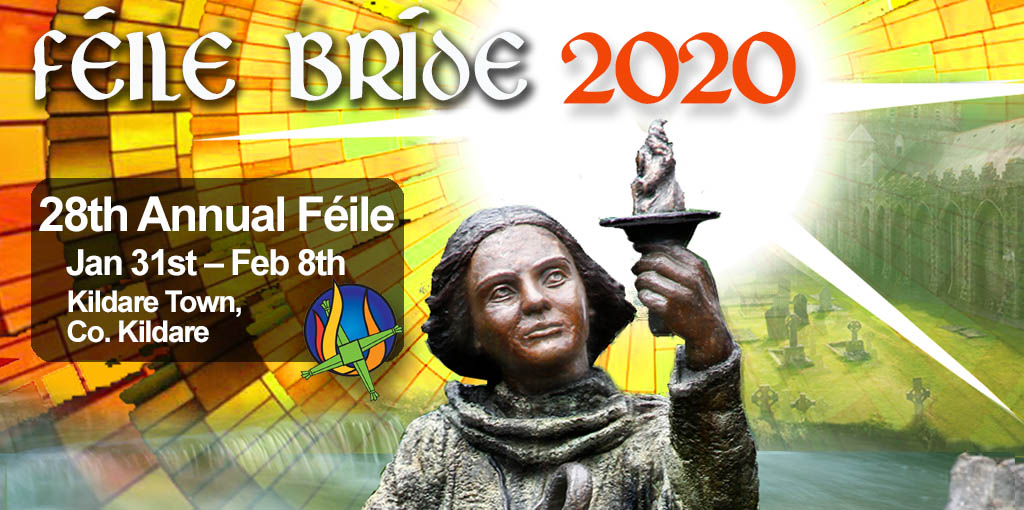 FÉILE BRÍDE 2020
28th Annual Féile
Jan 31st – Feb 8th
Kildare Town,
Co. Kildare